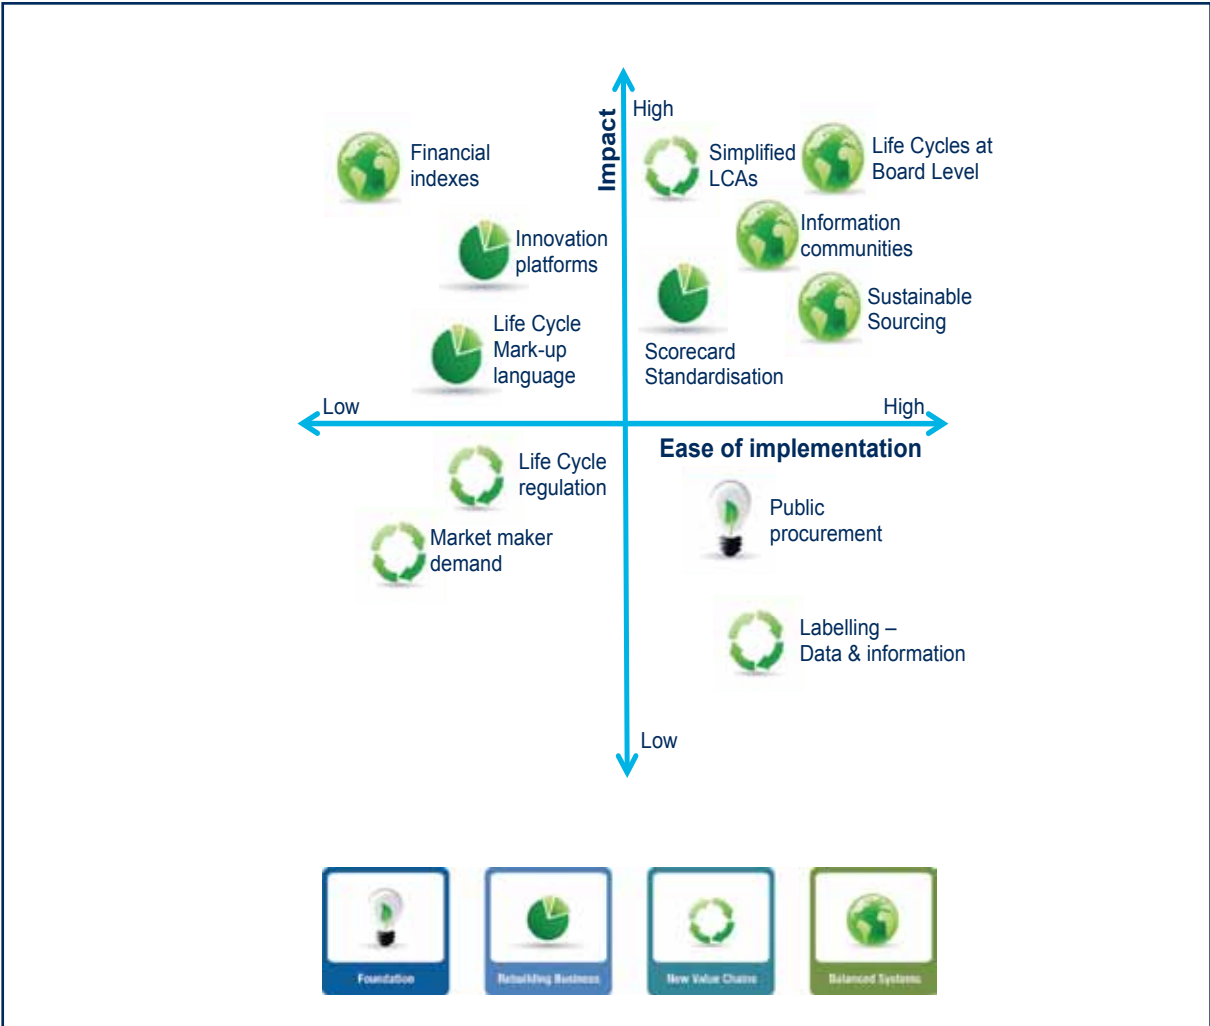 High
Impact
Financial
indexes
Simplified
LCAs
Life Cycles at
Board Level
Innovation
platforms
Information
communities
Life Cycle
Mark-up
language
Sustainable
Sourcing
Scorecard
Standardisation
Low
High
Ease of implementation
Life Cycle
regulation
Public
procurement
Market maker
demand
Labelling –
Data & information
Low
Foundation
Rebuilding Business
New Value Chains
Balanced Systems